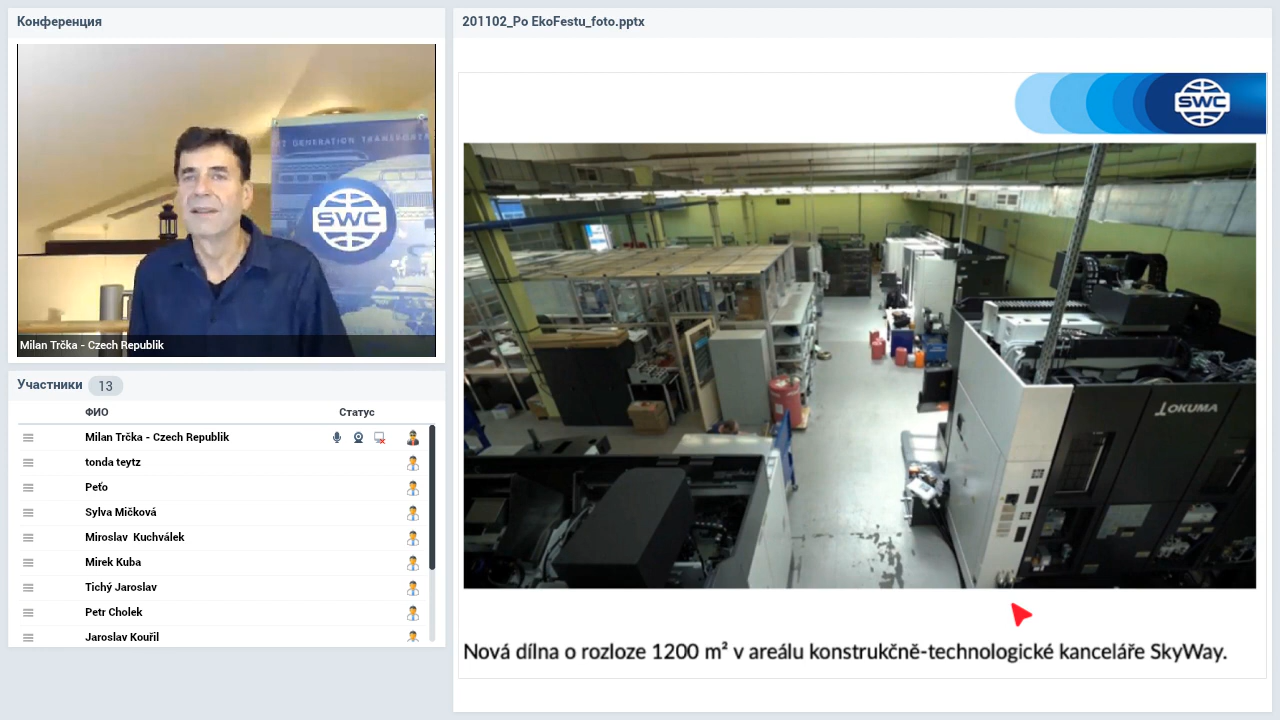 Конференция
Milan Trčka - Czech Republik
SWC
Участники 13
ФИО Статус
Milan Trčka - Czech Republik
tonda teytz
Peťo
Sylva Mičková
Miroslav Kuchválek
Mirek Kuba
Tichý Jaroslav
Petr Cholek
Jaroslav Kouřil
201102_Po EkoFestu_foto.pptx
SWC
OKUMA
Nová dílna o rozloze 1200 m² v areálu konstrukčně-technologické kanceláře SkyWay.